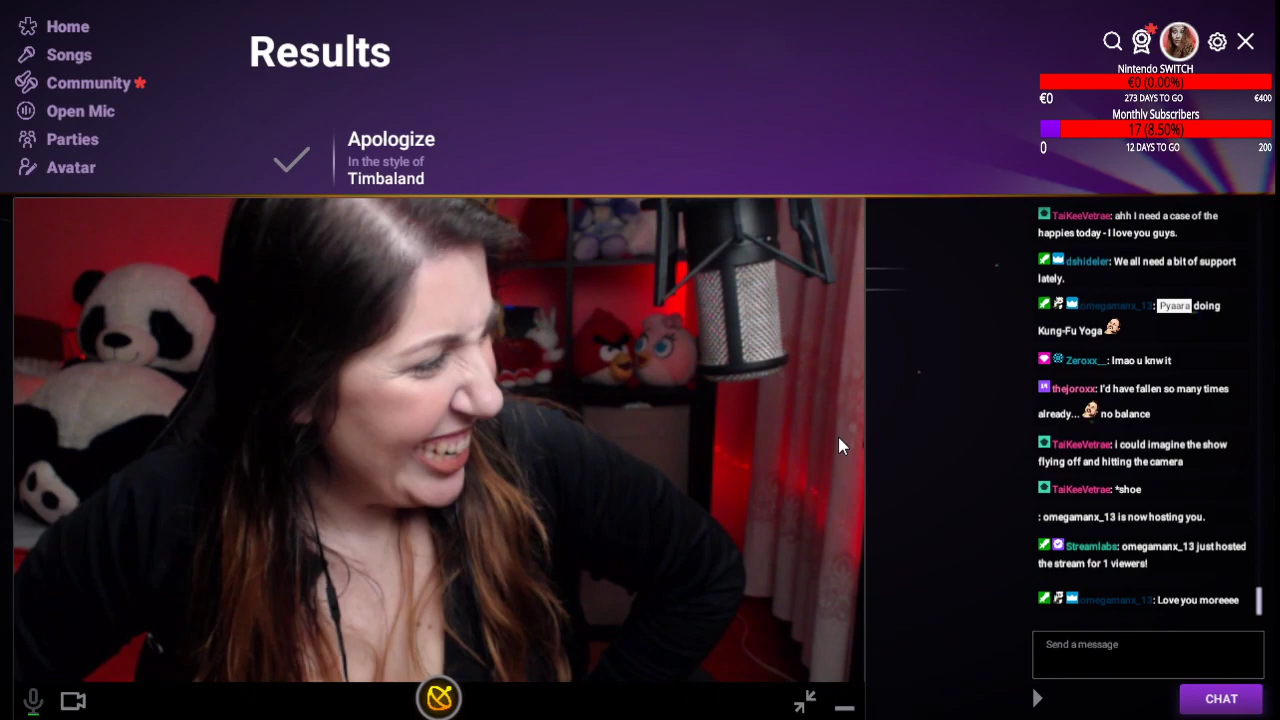 Home
Songs
Community
Open Mic
Parties
Avatar
Results
Apologize
In the style of
Timbaland
Nintendo SWITCH
€0 (0.00%)
€0 273 DAYS TO GO €400
Monthly Subscribers
17 (8.50%)
0 12 DAYS TO GO 200
TaiKeeVetrae: ahh I need a case of the
happies today - I love you guys.
dshideler: We all need a bit of support
lately.
omegamanx_13: Pyaara doing
Kung-Fu Yoga
Zeroxx__: lmao u knw it
thejoroxx: I'd have fallen so many times
already... no balance
TaiKeeVetrae: i could imagine the show
flying off and hitting the camera
TaiKeeVetrae: *shoe
: omegamanx_13 is now hosting you.
Streamlabs: omegamanx_13 just hosted
the stream for 1 viewers!
omegamanx_13: Love you moreeee
Send a message
CHAT